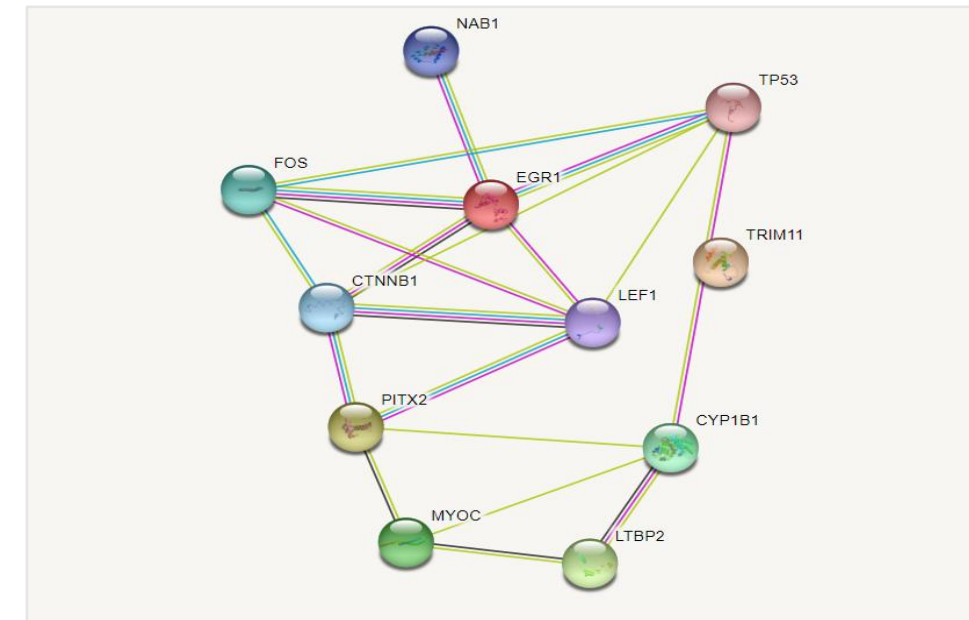 NAB1
TP53
FOS
EGR1
TRIM11
CTNNB1
LEF1
PITX2
CYP1B1
MYOC
LTBP2